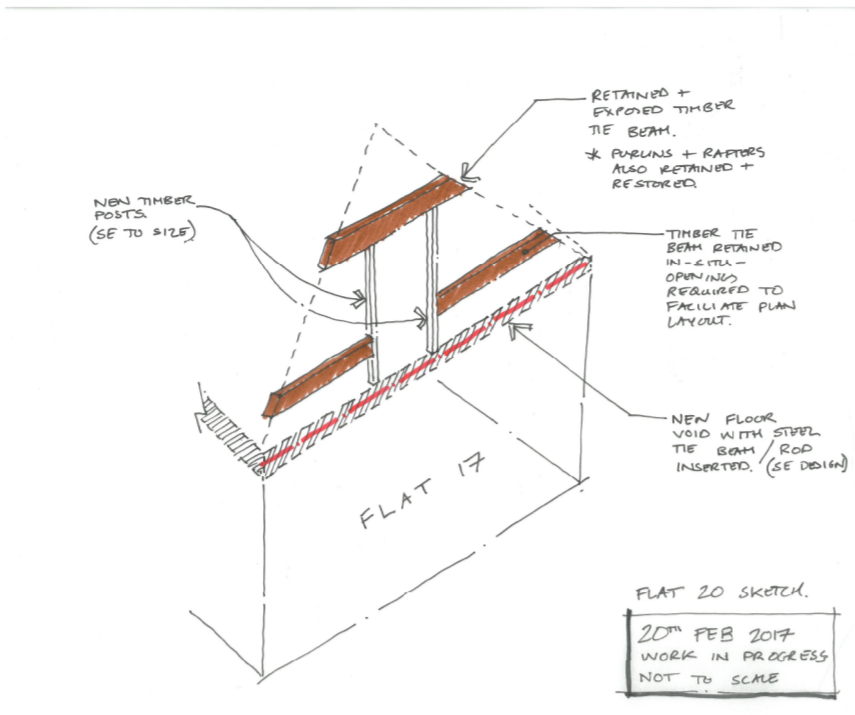 RETAINED +
EXPOSED TIMBER
TIE BEAM.
* PURLINS + RAFTERS
ALSO RETAINED +
RESTORED.
NEW TIMBER
POSTS.
(SE TO SIZE)
TIMBER TIE
BEAM RETAINED
IN-SITU-
OPENINGS
REQUIRED TO
FACILIATE PLAN
LAYOUT.
NEW FLOOR
VOID WITH STEEL
TIE BEAM/ROD
INSERTED. (SE DESIGN)
FLAT 17
FLAT 20 SKETCH.
20TH FEB 2017
WORK IN PROGRESS
NOT TO SCALE